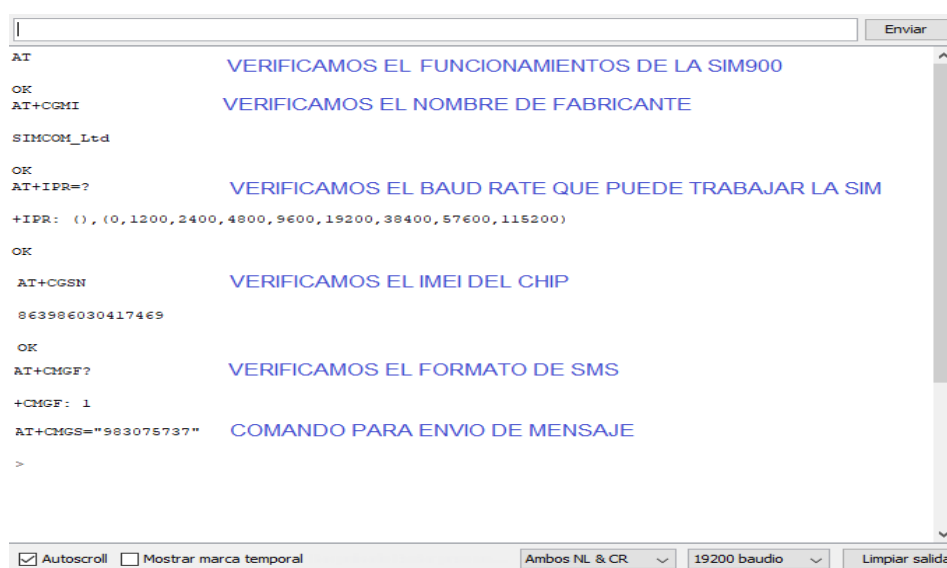 Enviar
AT
VERIFICAMOS EL FUNCIONAMIENTOS DE LA SIM900
OK
AT+CGMI VERIFICAMOS EL NOMBRE DE FABRICANTE
SIMCOM_Ltd
OK
AT+IPR=? VERIFICAMOS EL BAUD RATE QUE PUEDE TRABAJAR LA SIM
+IPR: (),(0,1200,2400,4800,9600,19200,38400,57600,115200)
OK
AT+CGSN VERIFICAMOS EL IMEI DEL CHIP
863986030417469
OK
AT+CMGF? VERIFICAMOS EL FORMATO DE SMS
+CMGF: 1
AT+CMGS="983075737" COMANDO PARA ENVIO DE MENSAJE
>
Autoscroll Mostrar marca temporal Ambos NL & CR 19200 baudio Limpiar salida